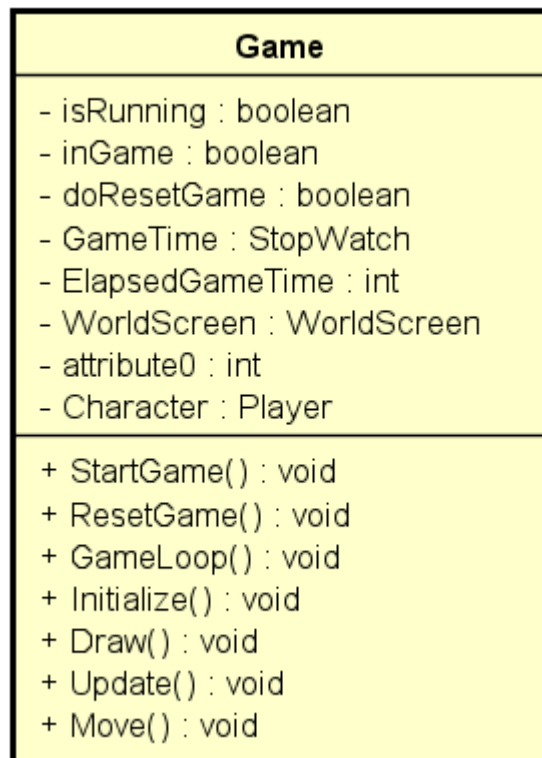 Game
- isRunning : boolean
- inGame : boolean
- doResetGame : boolean
- GameTime : StopWatch
- ElapsedGameTime : int
- WorldScreen : WorldScreen
- attribute0 : int
- Character : Player
+ StartGame() : void
+ ResetGame() : void
+ GameLoop() : void
+ Initialize() : void
+ Draw() : void
+ Update() : void
+ Move() : void